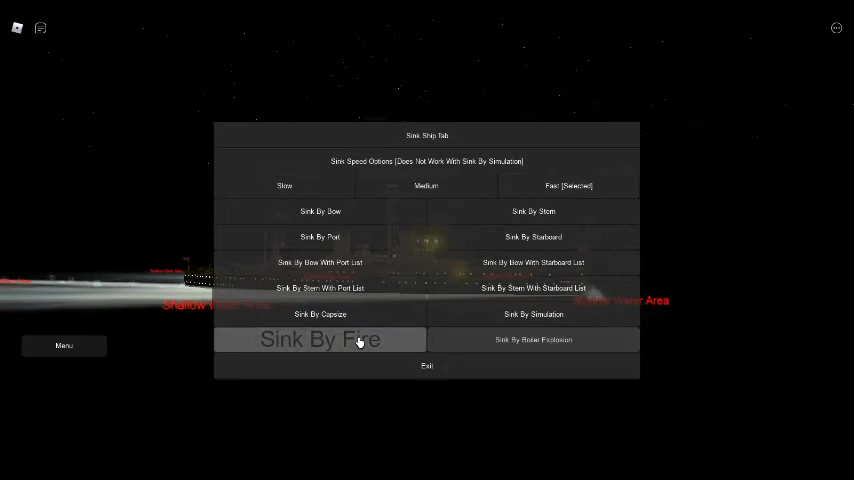 Sink Ship Tab
Sink Speed Options [Does Not Work With Sink By Simulation]
Slow
Medium
Fast [Selected]
Sink By Bow
Sink By Stern
Sink By Port
Sink By Starboard
Sink By Bow With Port List
Sink By Bow With Starboard List
Sink By Stern With Port List
Sink By Stern With Starboard List
Shallow Water Area
Shallow Water Area
Sink By Capsize
Sink By Simulation
Sink By Fire
Sink By Boiler Explosion
Menu
Exit